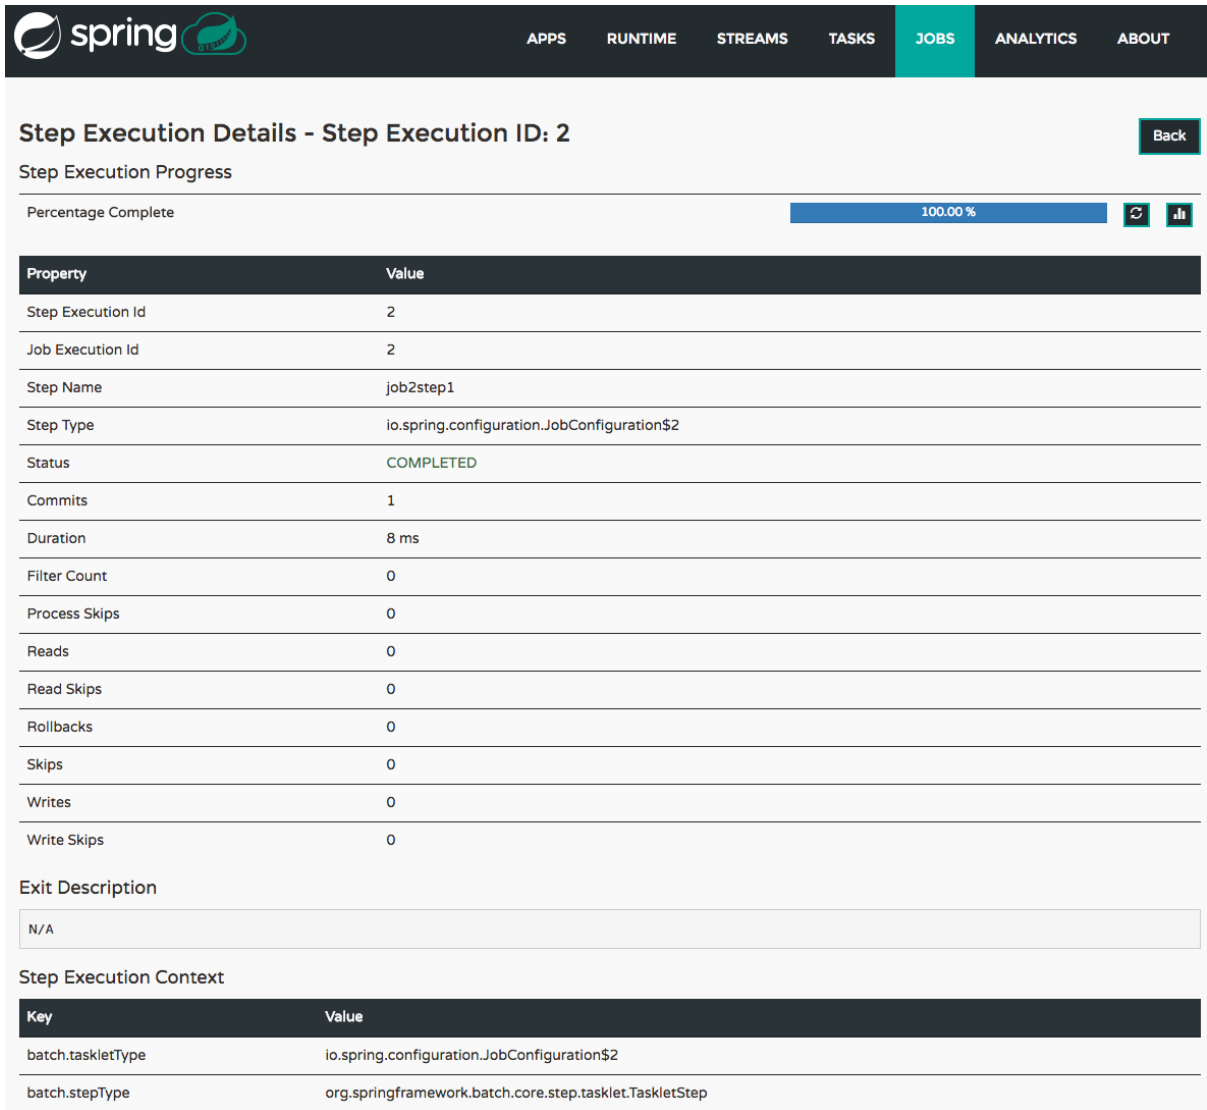 spring
APPS RUNTIME STREAMS TASKS JOBS ANALYTICS ABOUT
Step Execution Details - Step Execution ID: 2
Back
Step Execution Progress
Percentage Complete 100.00 %
Property Value
Step Execution Id 2
Job Execution Id 2
Step Name job2step1
Step Type io.spring.configuration.JobConfiguration$2
Status COMPLETED
Commits 1
Duration 8 ms
Filter Count 0
Process Skips 0
Reads 0
Read Skips 0
Rollbacks 0
Skips 0
Writes 0
Write Skips 0
Exit Description
N/A
Step Execution Context
Key Value
batch.taskletType io.spring.configuration.JobConfiguration$2
batch.stepType org.springframework.batch.core.step.tasklet.TaskletStep